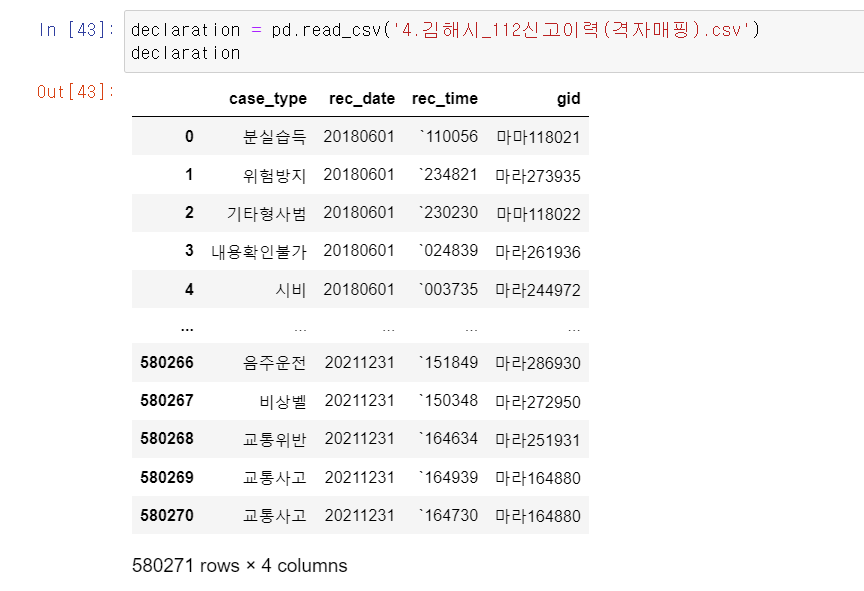 In [43]: declaration = pd.read_csv('4.김해시_112신고이력(격자매핑).csv')
declaration
Out[43]:
case_type rec_date rec_time gid
0 분실습득 20180601 `110056 마마118021
1 위험방지 20180601 `234821 마라273935
2 기타형사범 20180601 `230230 마마118022
3 내용확인불가 20180601 `024839 마라261936
4 시비 20180601 `003735 마라244972
... ... ... ... ...
580266 음주운전 20211231 `151849 마라286930
580267 비상벨 20211231 `150348 마라272950
580268 교통위반 20211231 `164634 마라251931
580269 교통사고 20211231 `164939 마라164880
580270 교통사고 20211231 `164730 마라164880
580271 rows × 4 columns